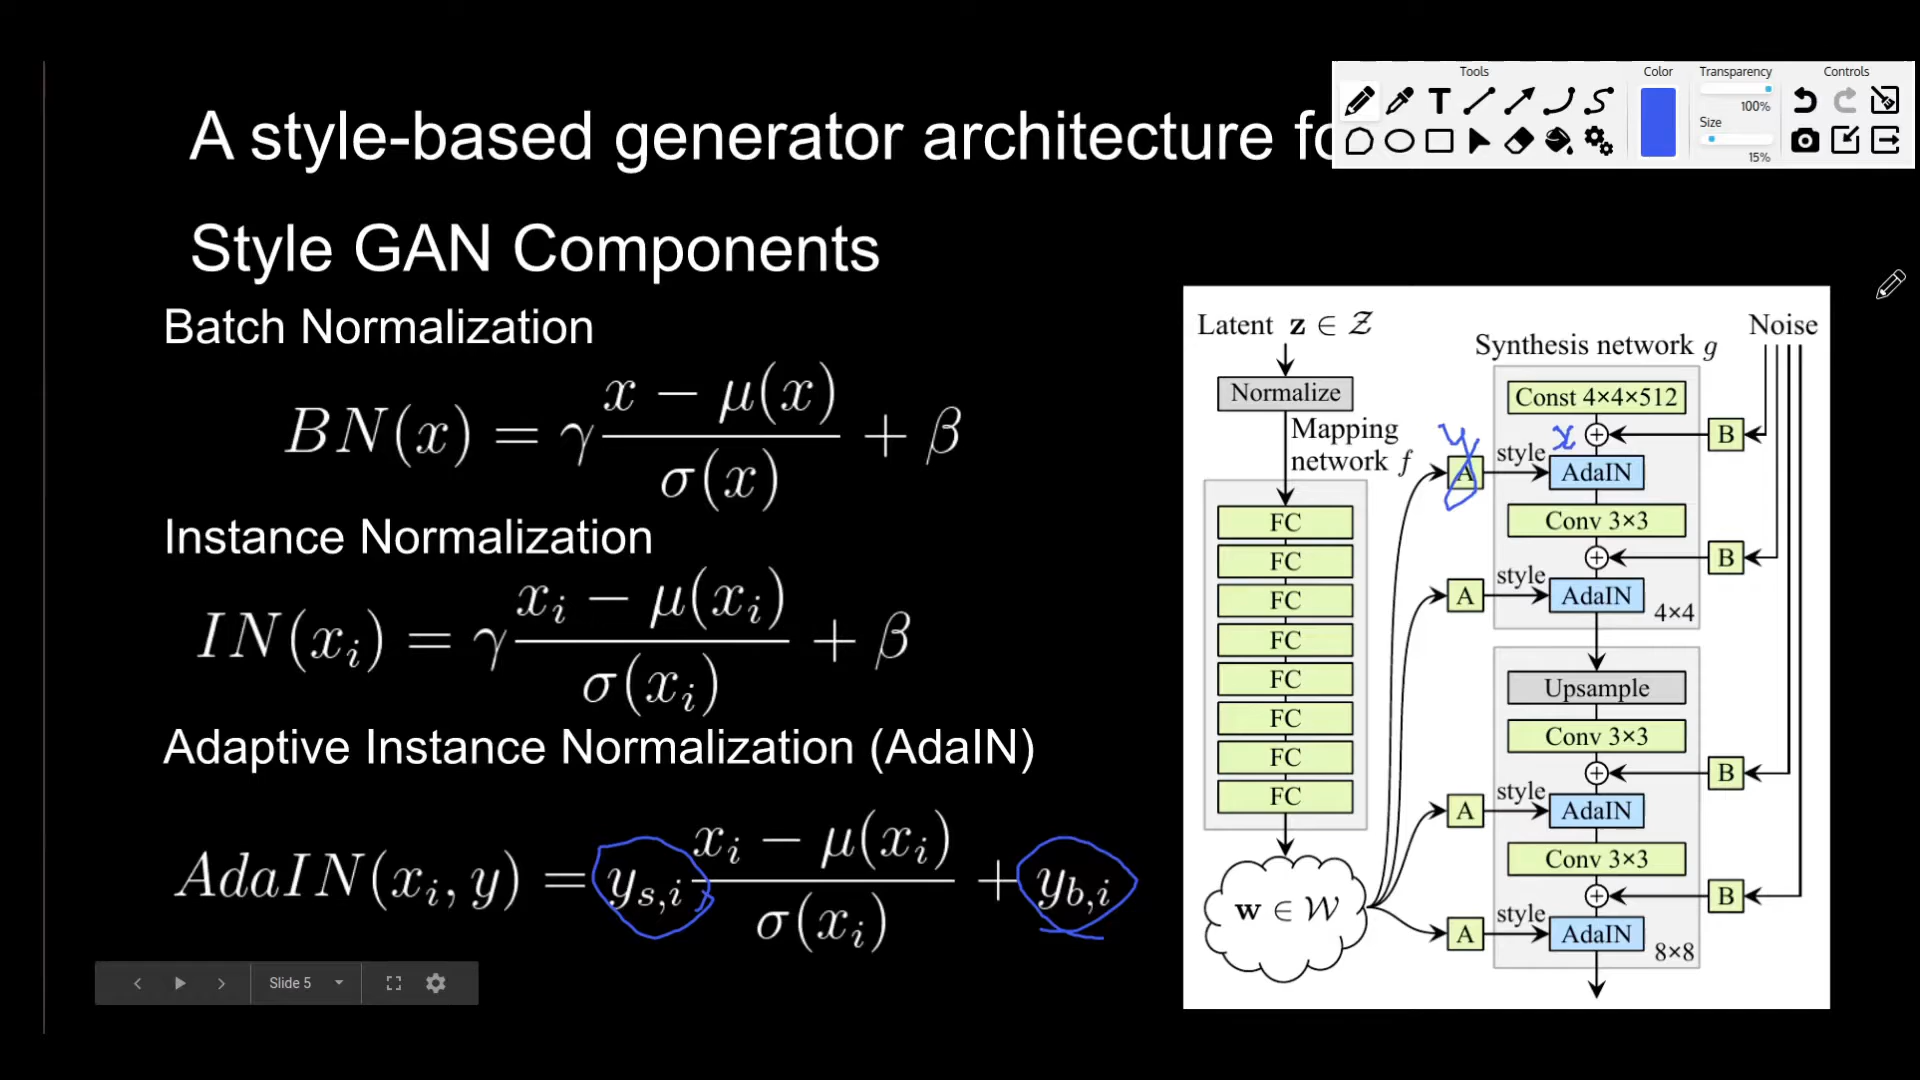 Tools
Color
Transparency
Controls
100%
Size
15%
A style-based generator architecture fo
Style GAN Components
Batch Normalization
BN(x) = γ (x − μ(x)) / σ(x) + β
Instance Normalization
IN(x_i) = γ (x_i − μ(x_i)) / σ(x_i) + β
Adaptive Instance Normalization (AdaIN)
AdaIN(x_i, y) = y_{s,i} (x_i − μ(x_i)) / σ(x_i) + y_{b,i}
Slide 5
Latent z ∈ Z
Normalize
Mapping
network f
FC
FC
FC
FC
FC
FC
FC
FC
w ∈ W
Synthesis network g
Noise
Const 4×4×512
y
x
B
A
style
AdaIN
Conv 3×3
B
A
style
AdaIN
4×4
Upsample
Conv 3×3
B
A
style
AdaIN
Conv 3×3
B
A
style
AdaIN
8×8